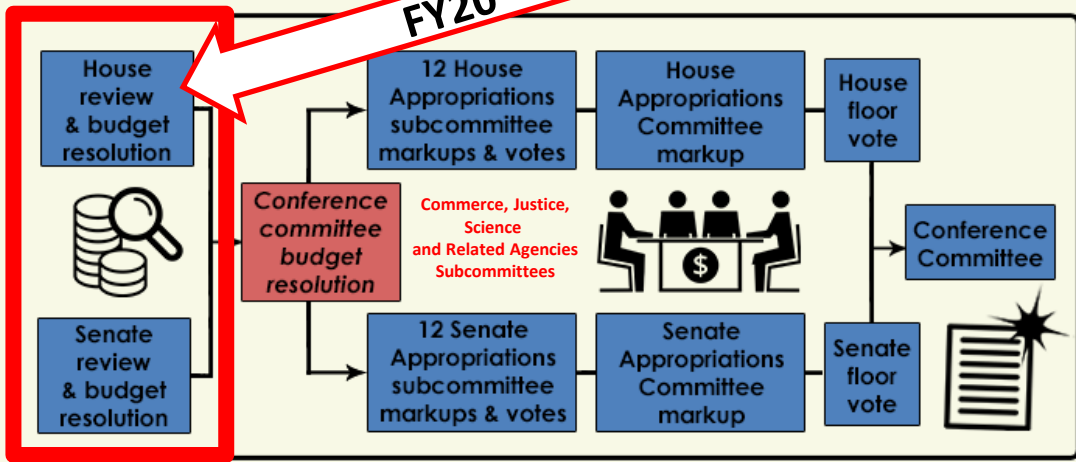 FY20
House
review
& budget
resolution
12 House
Appropriations
subcommittee
markups & votes
House
Appropriations
Committee
markup
House
floor
vote
Conference
committee
budget
resolution
Commerce, Justice,
Science
and Related Agencies
Subcommittees
$
Conference
Committee
Senate
review
& budget
resolution
12 Senate
Appropriations
subcommittee
markups & votes
Senate
Appropriations
Committee
markup
Senate
floor
vote